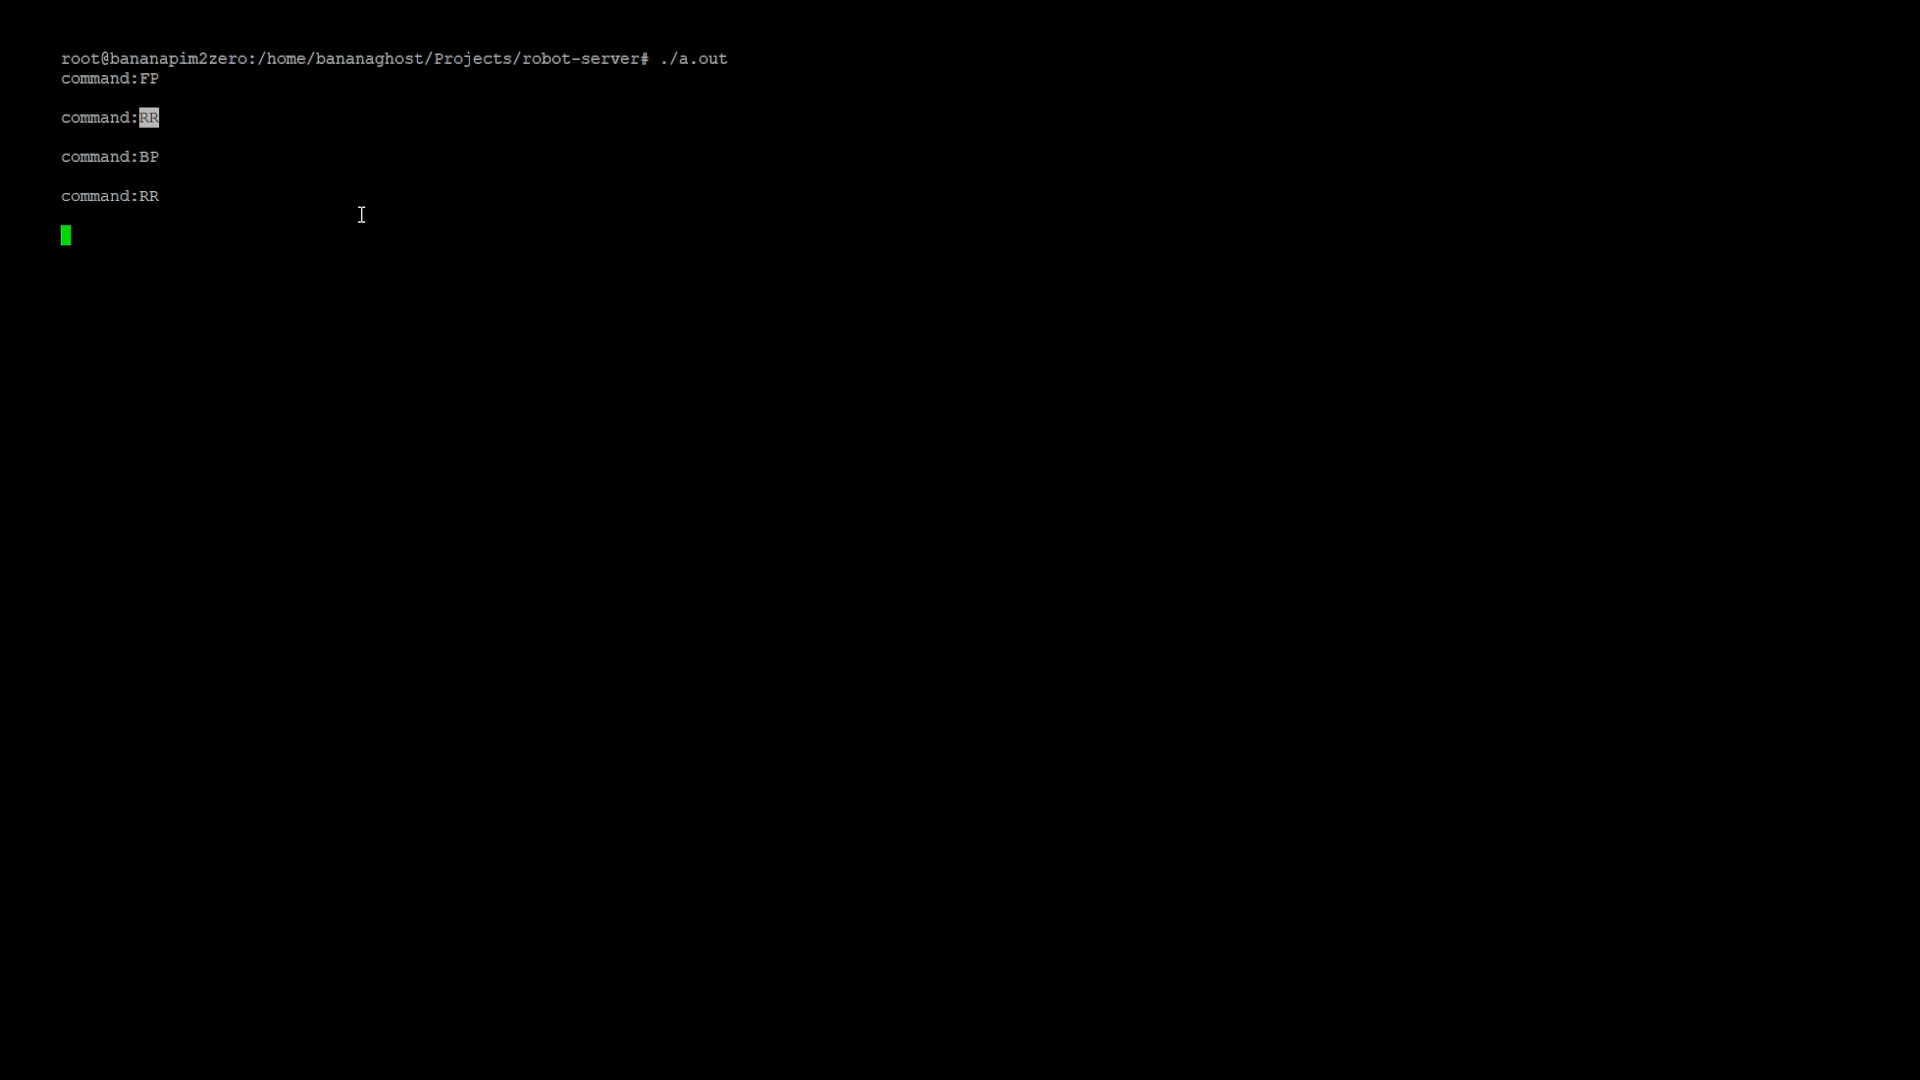 root@bananapim2zero:/home/bananaghost/Projects/robot-server# ./a.out
command:FP
command:RR
command:BP
command:RR